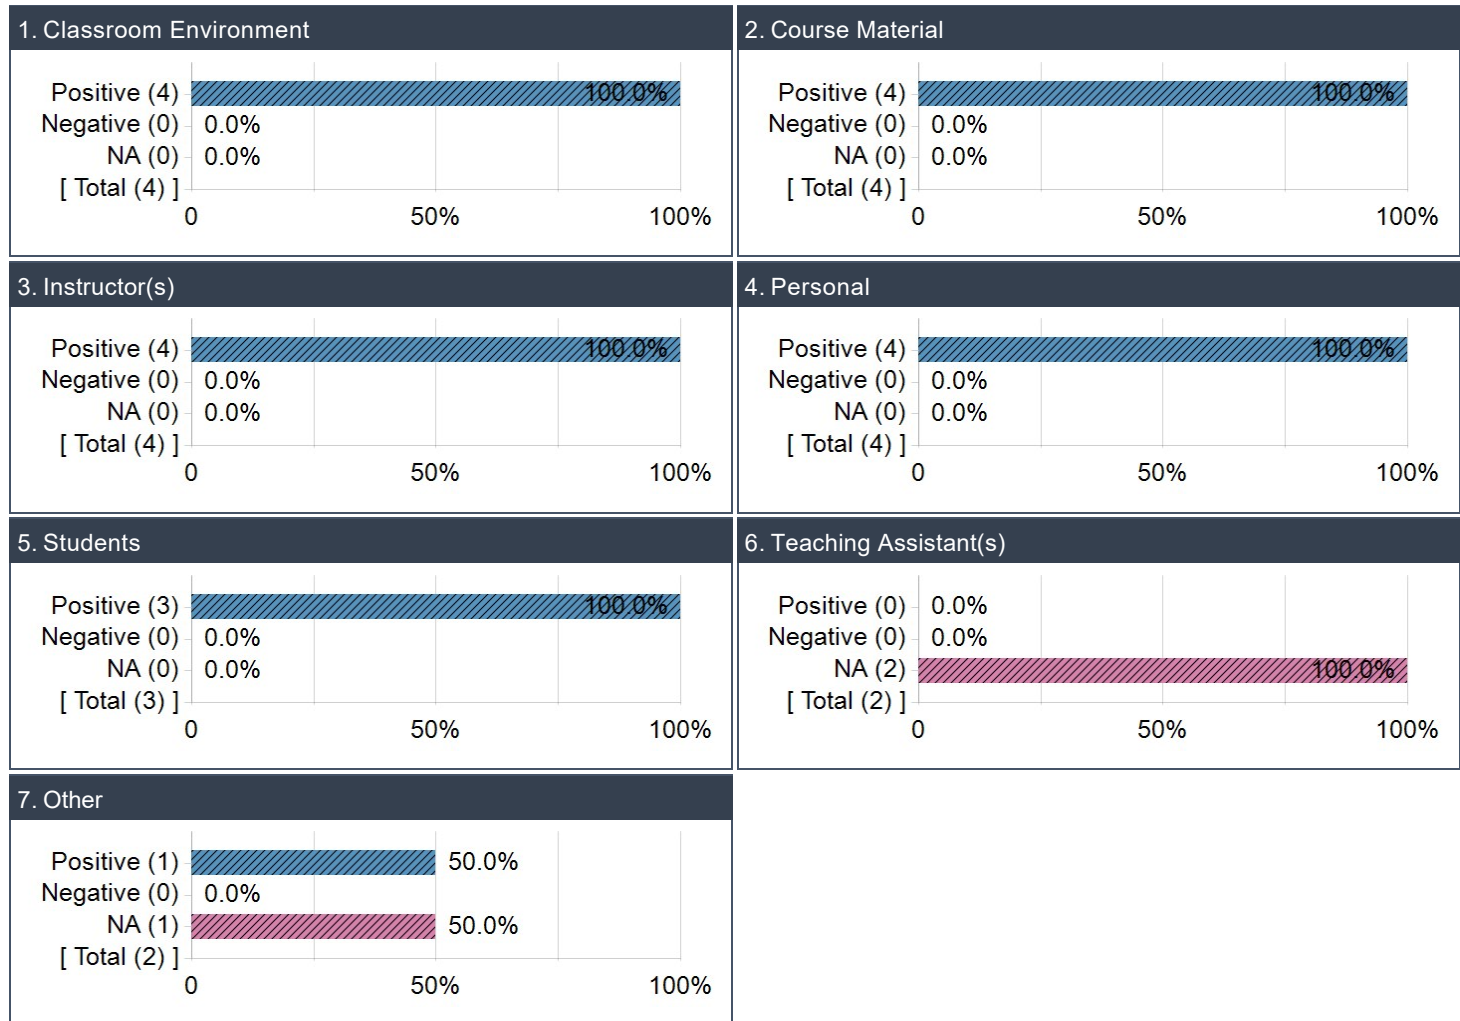 1. Classroom Environment
Positive (4) 100.0%
Negative (0) 0.0%
NA (0) 0.0%
[ Total (4) ]
0 50% 100%
2. Course Material
Positive (4) 100.0%
Negative (0) 0.0%
NA (0) 0.0%
[ Total (4) ]
0 50% 100%
3. Instructor(s)
Positive (4) 100.0%
Negative (0) 0.0%
NA (0) 0.0%
[ Total (4) ]
0 50% 100%
4. Personal
Positive (4) 100.0%
Negative (0) 0.0%
NA (0) 0.0%
[ Total (4) ]
0 50% 100%
5. Students
Positive (3) 100.0%
Negative (0) 0.0%
NA (0) 0.0%
[ Total (3) ]
0 50% 100%
6. Teaching Assistant(s)
Positive (0) 0.0%
Negative (0) 0.0%
NA (2) 100.0%
[ Total (2) ]
0 50% 100%
7. Other
Positive (1) 50.0%
Negative (0) 0.0%
NA (1) 50.0%
[ Total (2) ]
0 50% 100%